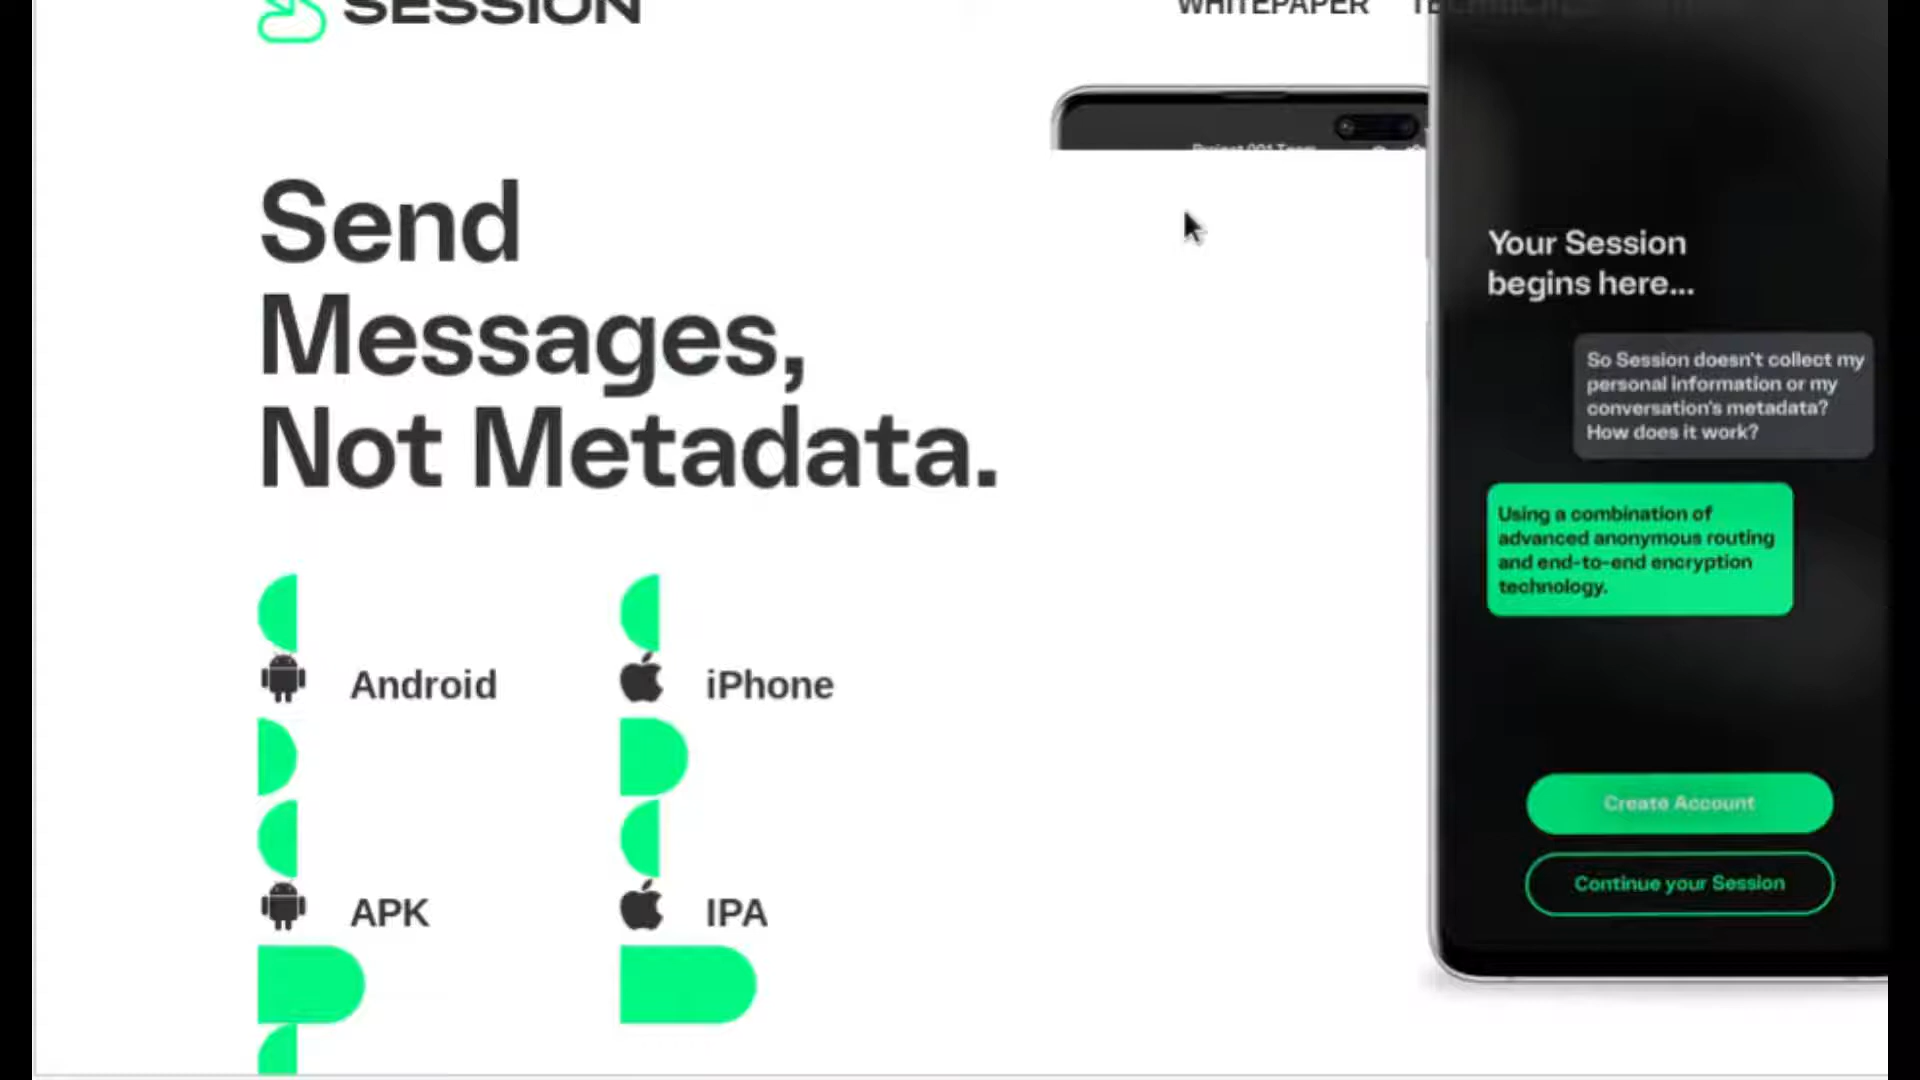 SESSION
WHITEPAPER
Send
Messages,
Not Metadata.
Android
iPhone
APK
IPA
Your Session
begins here...
So Session doesn't collect my
personal information or my
conversation's metadata?
How does it work?
Using a combination of
advanced anonymous routing
and end-to-end encryption
technology.
Create Account
Continue your Session